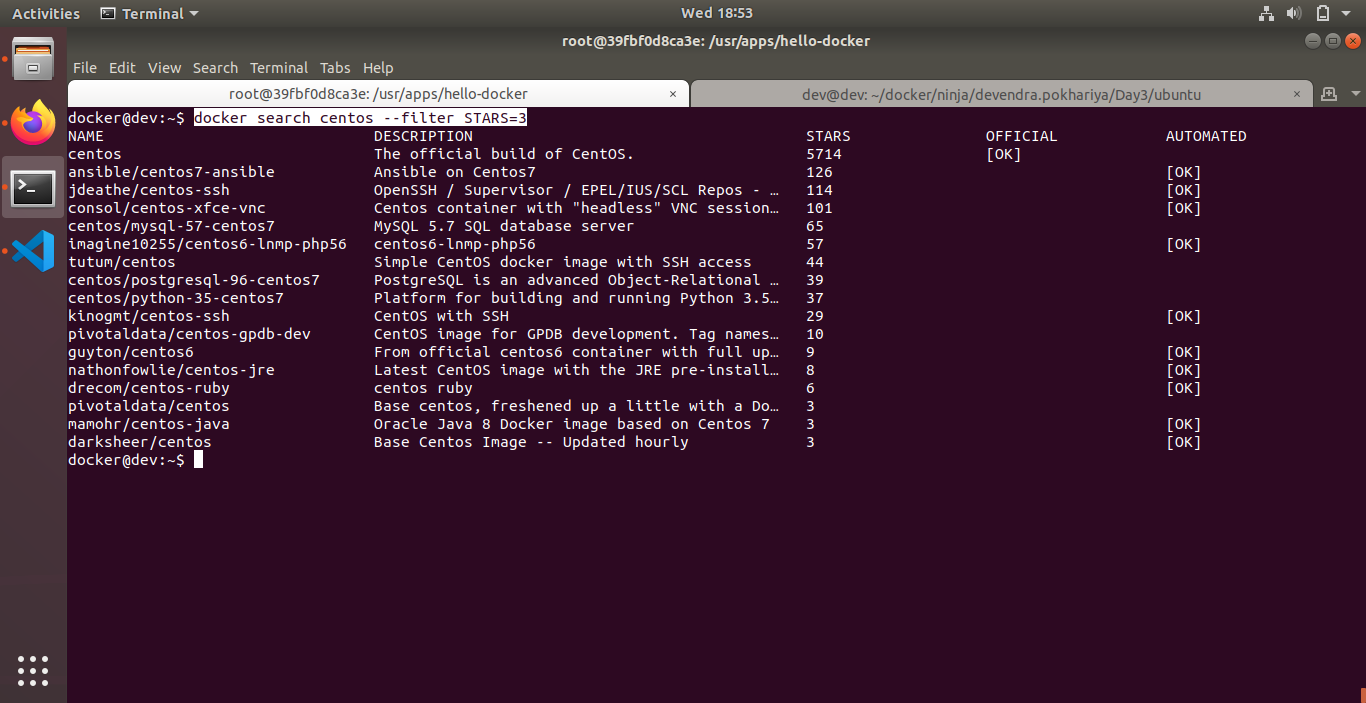 Activities Terminal Wed 18:53
root@39fbf0d8ca3e: /usr/apps/hello-docker
File Edit View Search Terminal Tabs Help
root@39fbf0d8ca3e: /usr/apps/hello-docker × dev@dev: ~/docker/ninja/devendra.pokhariya/Day3/ubuntu ×
docker@dev:~$ docker search centos --filter STARS=3
NAME DESCRIPTION STARS OFFICIAL AUTOMATED
centos The official build of CentOS. 5714 [OK]
ansible/centos7-ansible Ansible on Centos7 126 [OK]
jdeathe/centos-ssh OpenSSH / Supervisor / EPEL/IUS/SCL Repos - … 114 [OK]
consol/centos-xfce-vnc Centos container with "headless" VNC session… 101 [OK]
centos/mysql-57-centos7 MySQL 5.7 SQL database server 65
imagine10255/centos6-lnmp-php56 centos6-lnmp-php56 57 [OK]
tutum/centos Simple CentOS docker image with SSH access 44
centos/postgresql-96-centos7 PostgreSQL is an advanced Object-Relational … 39
centos/python-35-centos7 Platform for building and running Python 3.5… 37
kinogmt/centos-ssh CentOS with SSH 29 [OK]
pivotaldata/centos-gpdb-dev CentOS image for GPDB development. Tag names… 10
guyton/centos6 From official centos6 container with full up… 9 [OK]
nathonfowlie/centos-jre Latest CentOS image with the JRE pre-install… 8 [OK]
drecom/centos-ruby centos ruby 6 [OK]
pivotaldata/centos Base centos, freshened up a little with a Do… 3
mamohr/centos-java Oracle Java 8 Docker image based on Centos 7 3 [OK]
darksheer/centos Base Centos Image -- Updated hourly 3 [OK]
docker@dev:~$